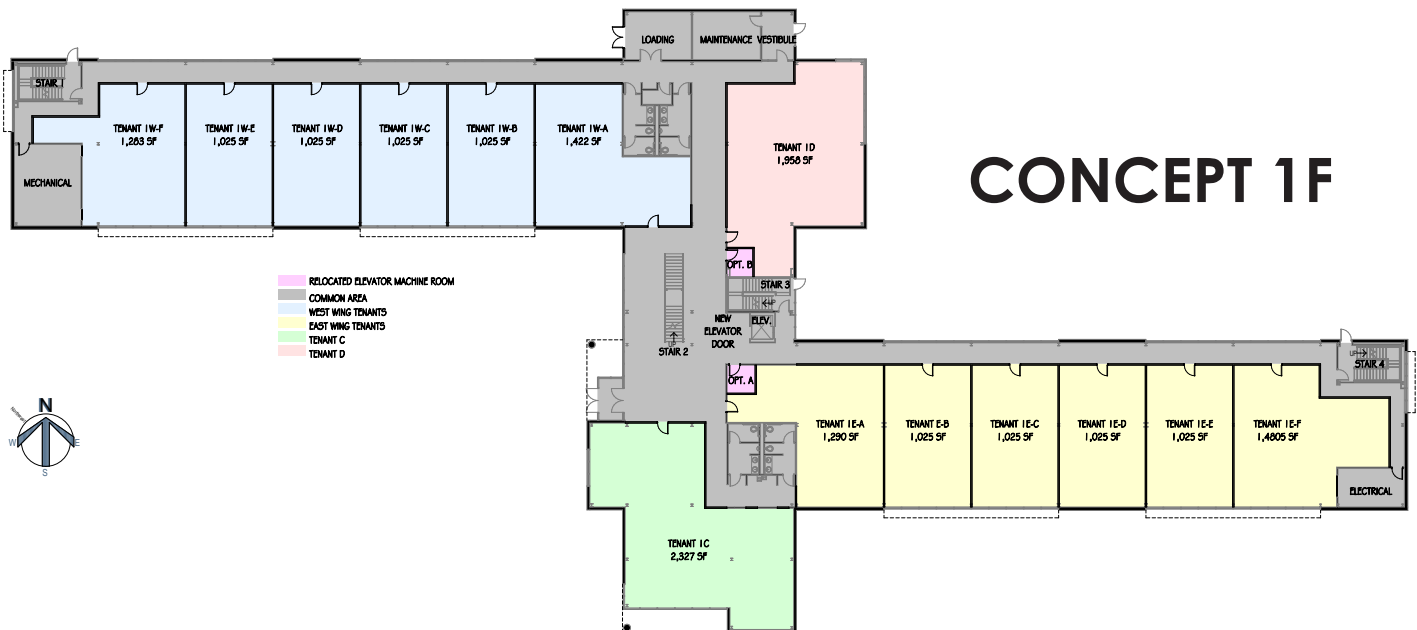 LOADING
MAINTENANCE
VESTIBULE
STAIR 1
TENANT 1W-F
1,283 SF
TENANT 1W-E
1,025 SF
TENANT 1W-D
1,025 SF
TENANT 1W-C
1,025 SF
TENANT 1W-B
1,025 SF
TENANT 1W-A
1,422 SF
TENANT 1D
1,958 SF
MECHANICAL
CONCEPT 1F
OPT. B
STAIR 3
UP
NEW
ELEVATOR
DOOR
ELEV.
UP
STAIR 2
RELOCATED ELEVATOR MACHINE ROOM
COMMON AREA
WEST WING TENANTS
EAST WING TENANTS
TENANT C
TENANT D
UP
STAIR 4
OPT. A
N
W
E
S
TENANT 1E-A
1,290 SF
TENANT E-B
1,025 SF
TENANT 1E-C
1,025 SF
TENANT 1E-D
1,025 SF
TENANT 1E-E
1,025 SF
TENANT 1E-F
1,4805 SF
ELECTRICAL
TENANT 1C
2,327 SF